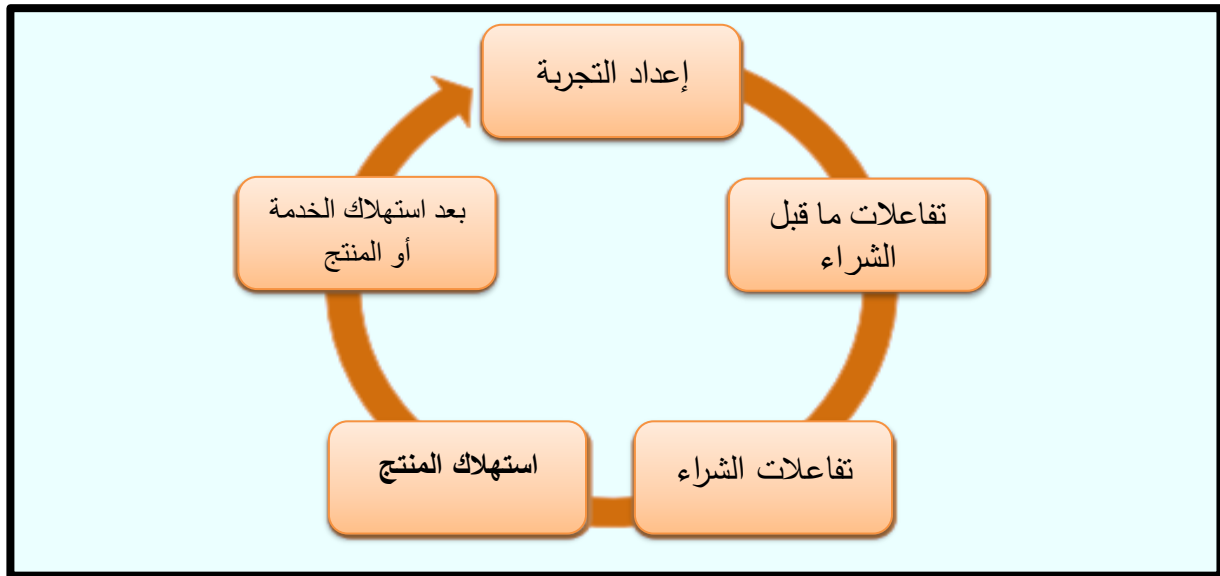 إعداد التجربة
تفاعلات ما قبل
الشراء
تفاعلات الشراء
استهلاك المنتج
بعد استهلاك الخدمة
أو المنتج